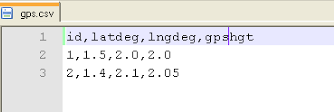 gps.csv
1 id,latdeg,lngdeg,gpshgt
2 1,1.5,2.0,2.0
3 2,1.4,2.1,2.05